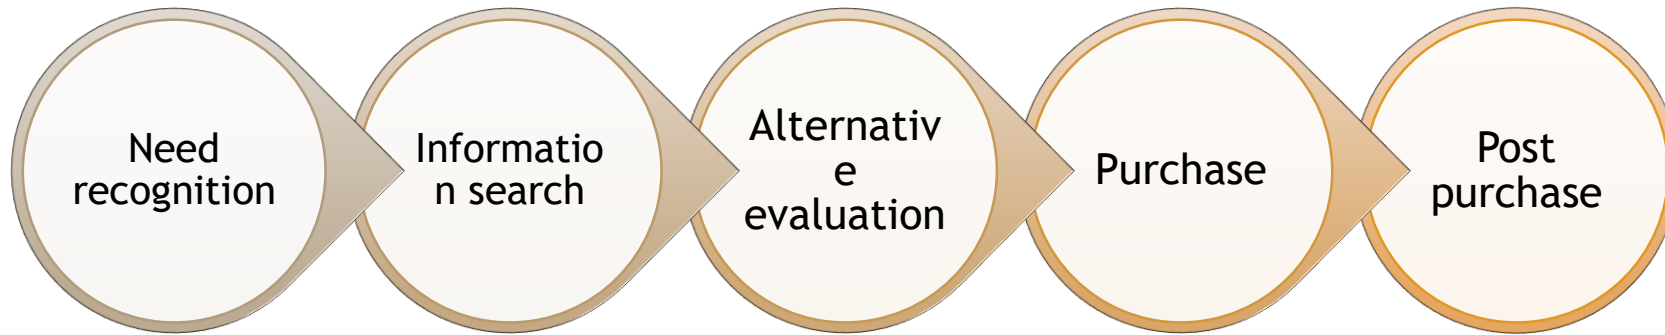 Need
recognition
Informatio
n search
Alternativ
e
evaluation
Purchase
Post
purchase